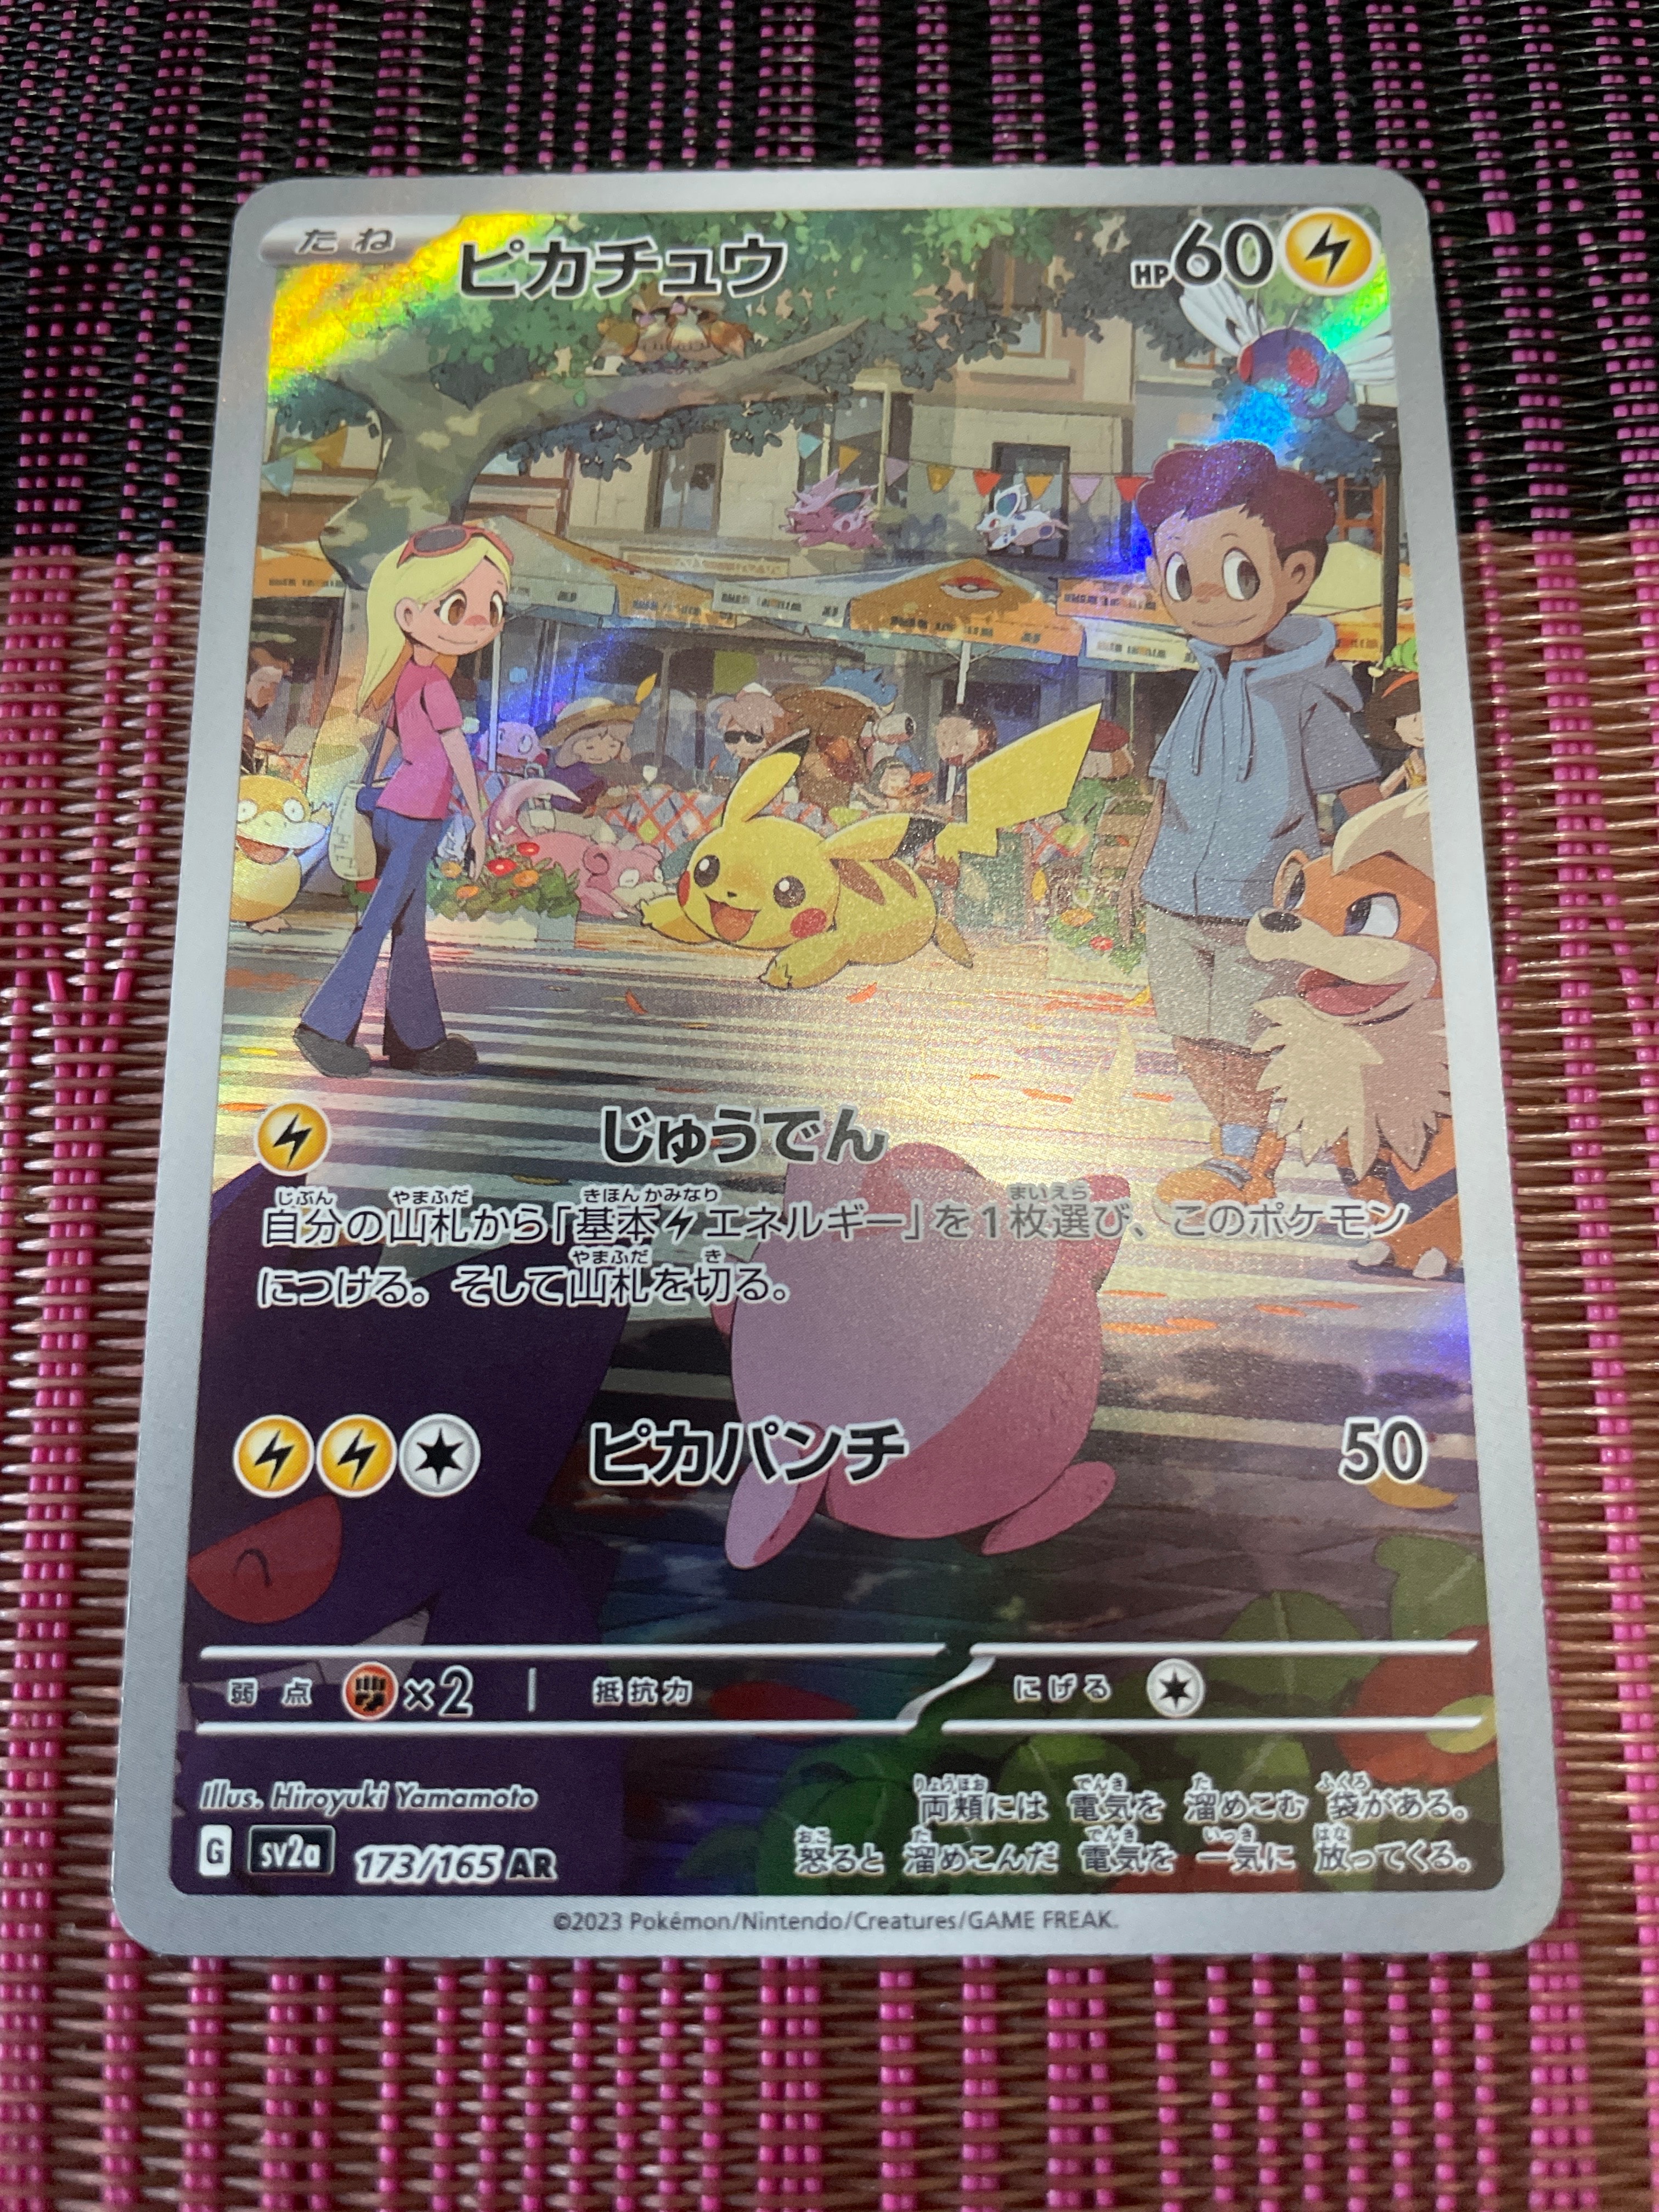 たね ピカチュウ HP60
じゅうでん
自分の山札から「基本エネルギー」を1枚選び、このポケモン
につける。そして山札を切る。
ピカパンチ 50
弱点 ×2 抵抗力 にげる
Illus. Hiroyuki Yamamoto
両頬には 電気を 溜めこむ 袋がある。
怒ると 溜めこんだ 電気を 一気に 放ってくる。
G sv2a 173/165 AR
©2023 Pokémon/Nintendo/Creatures/GAME FREAK.